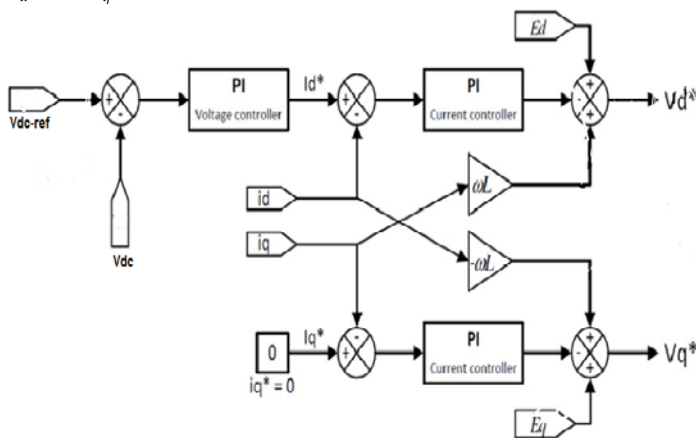 q
Ed
PI
Voltage controller
Id*
PI
Current controller
Vd*
Vdc-ref
+
-
+
-
-
+
+
ωL
id
iq
Vdc
-ωL
0
iq* = 0
Iq*
-
+
PI
Current controller
+
-
+
Vq*
Eq